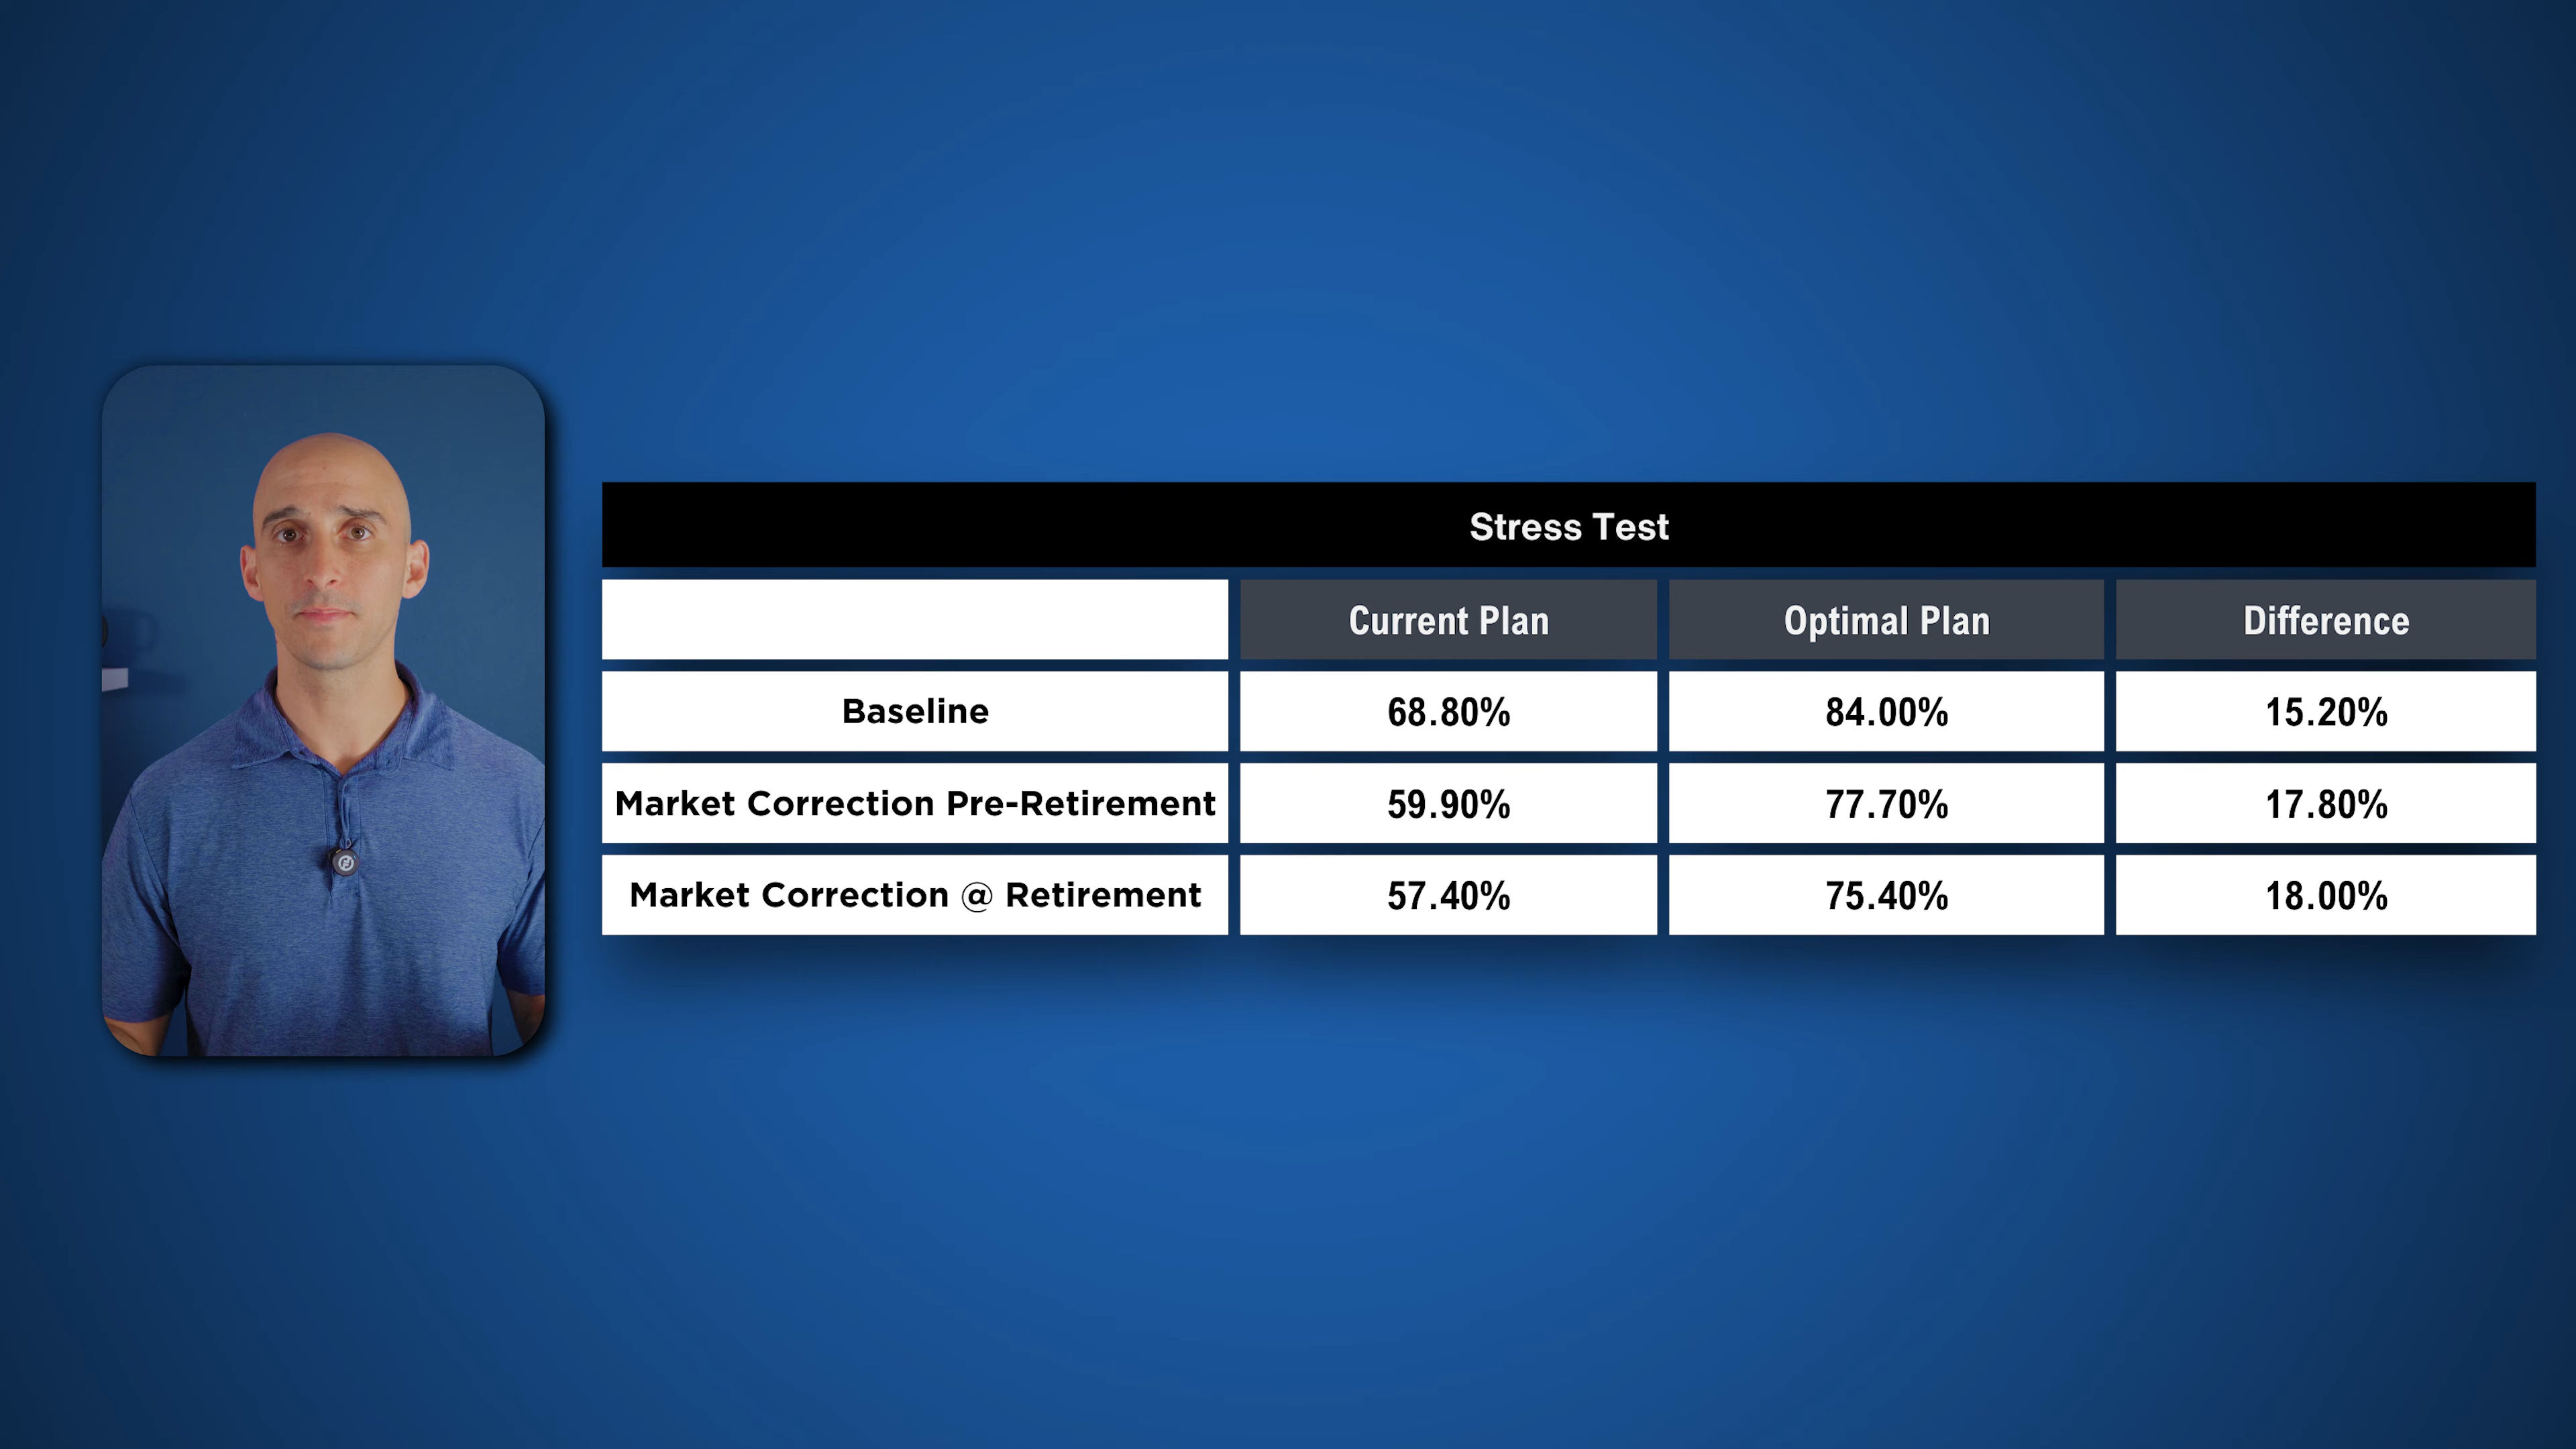 Stress Test
Current Plan Optimal Plan Difference
Baseline 68.80% 84.00% 15.20%
Market Correction Pre-Retirement 59.90% 77.70% 17.80%
Market Correction @ Retirement 57.40% 75.40% 18.00%